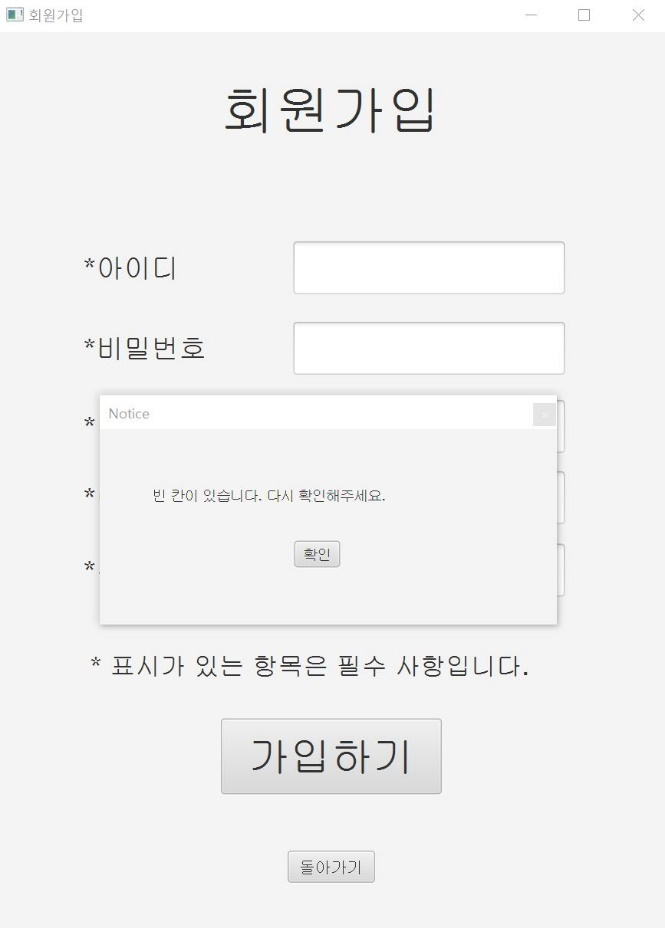 회원가입
회원가입
*아이디
*비밀번호
*
Notice
*
빈 칸이 있습니다. 다시 확인해주세요.
확인
*
* 표시가 있는 항목은 필수 사항입니다.
가입하기
돌아가기